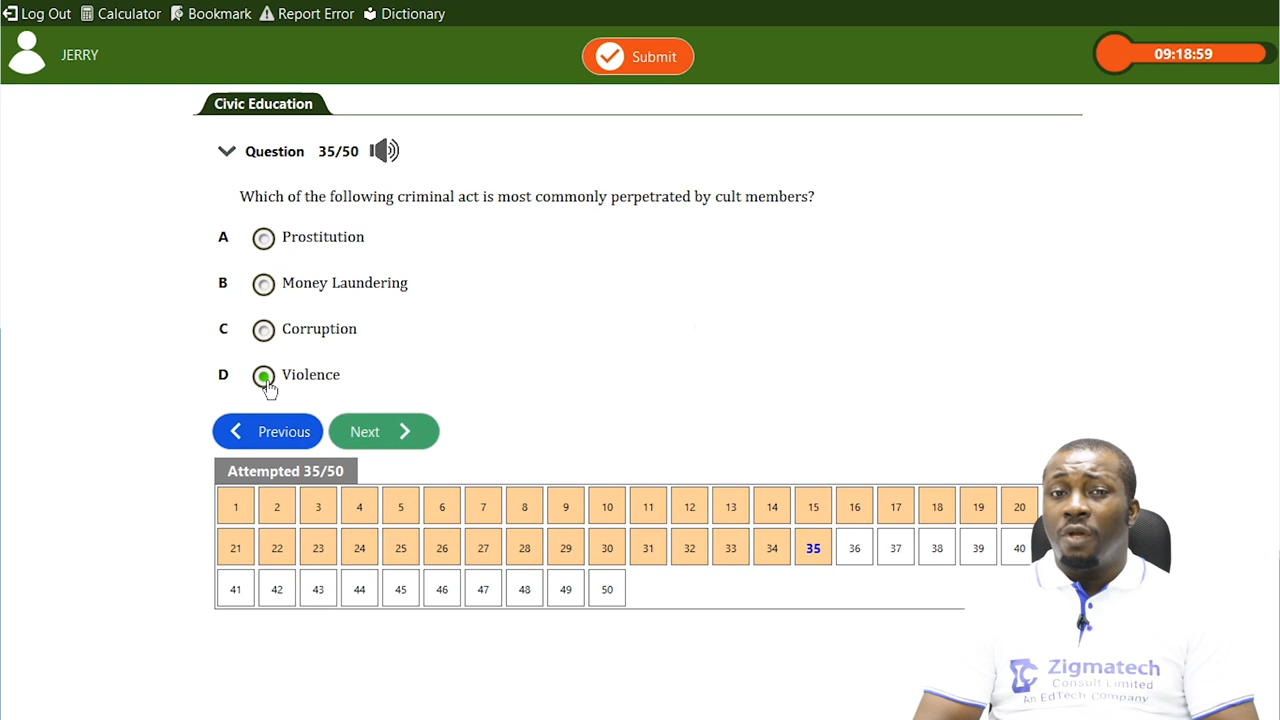 Log Out Calculator Bookmark Report Error Dictionary
JERRY
Submit
09:18:59
Civic Education
Question 35/50
Which of the following criminal act is most commonly perpetrated by cult members?
A Prostitution
B Money Laundering
C Corruption
D Violence
Previous Next
Attempted 35/50
1 2 3 4 5 6 7 8 9 10 11 12 13 14 15 16 17 18 19 20
21 22 23 24 25 26 27 28 29 30 31 32 33 34 35 36 37 38 39 40
41 42 43 44 45 46 47 48 49 50
Zigmatech
Consult Limited
An EdTech Company